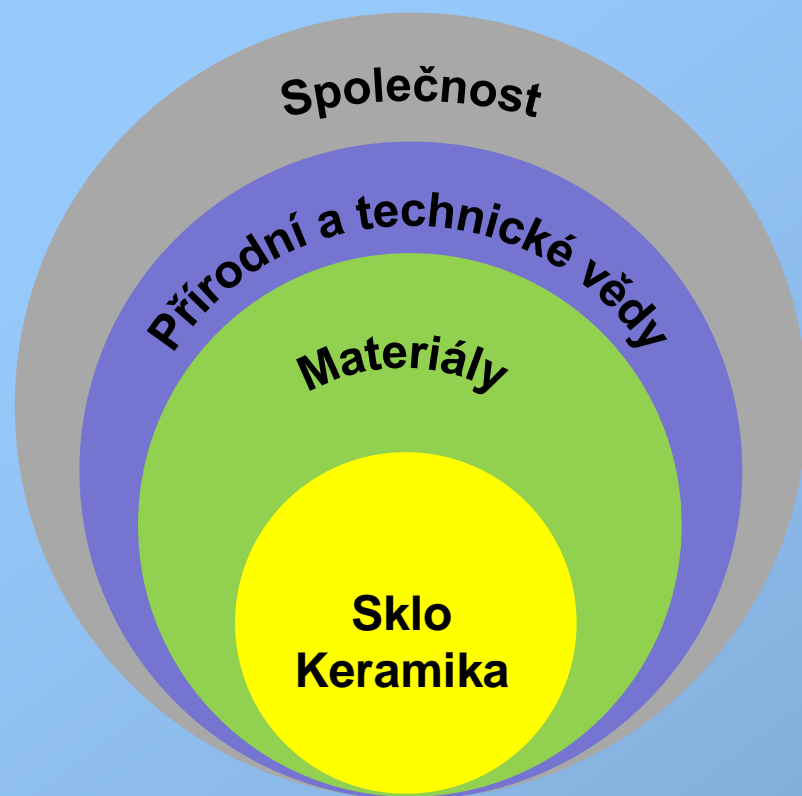 Společnost
Přírodní a technické vědy
Materiály
Sklo
Keramika